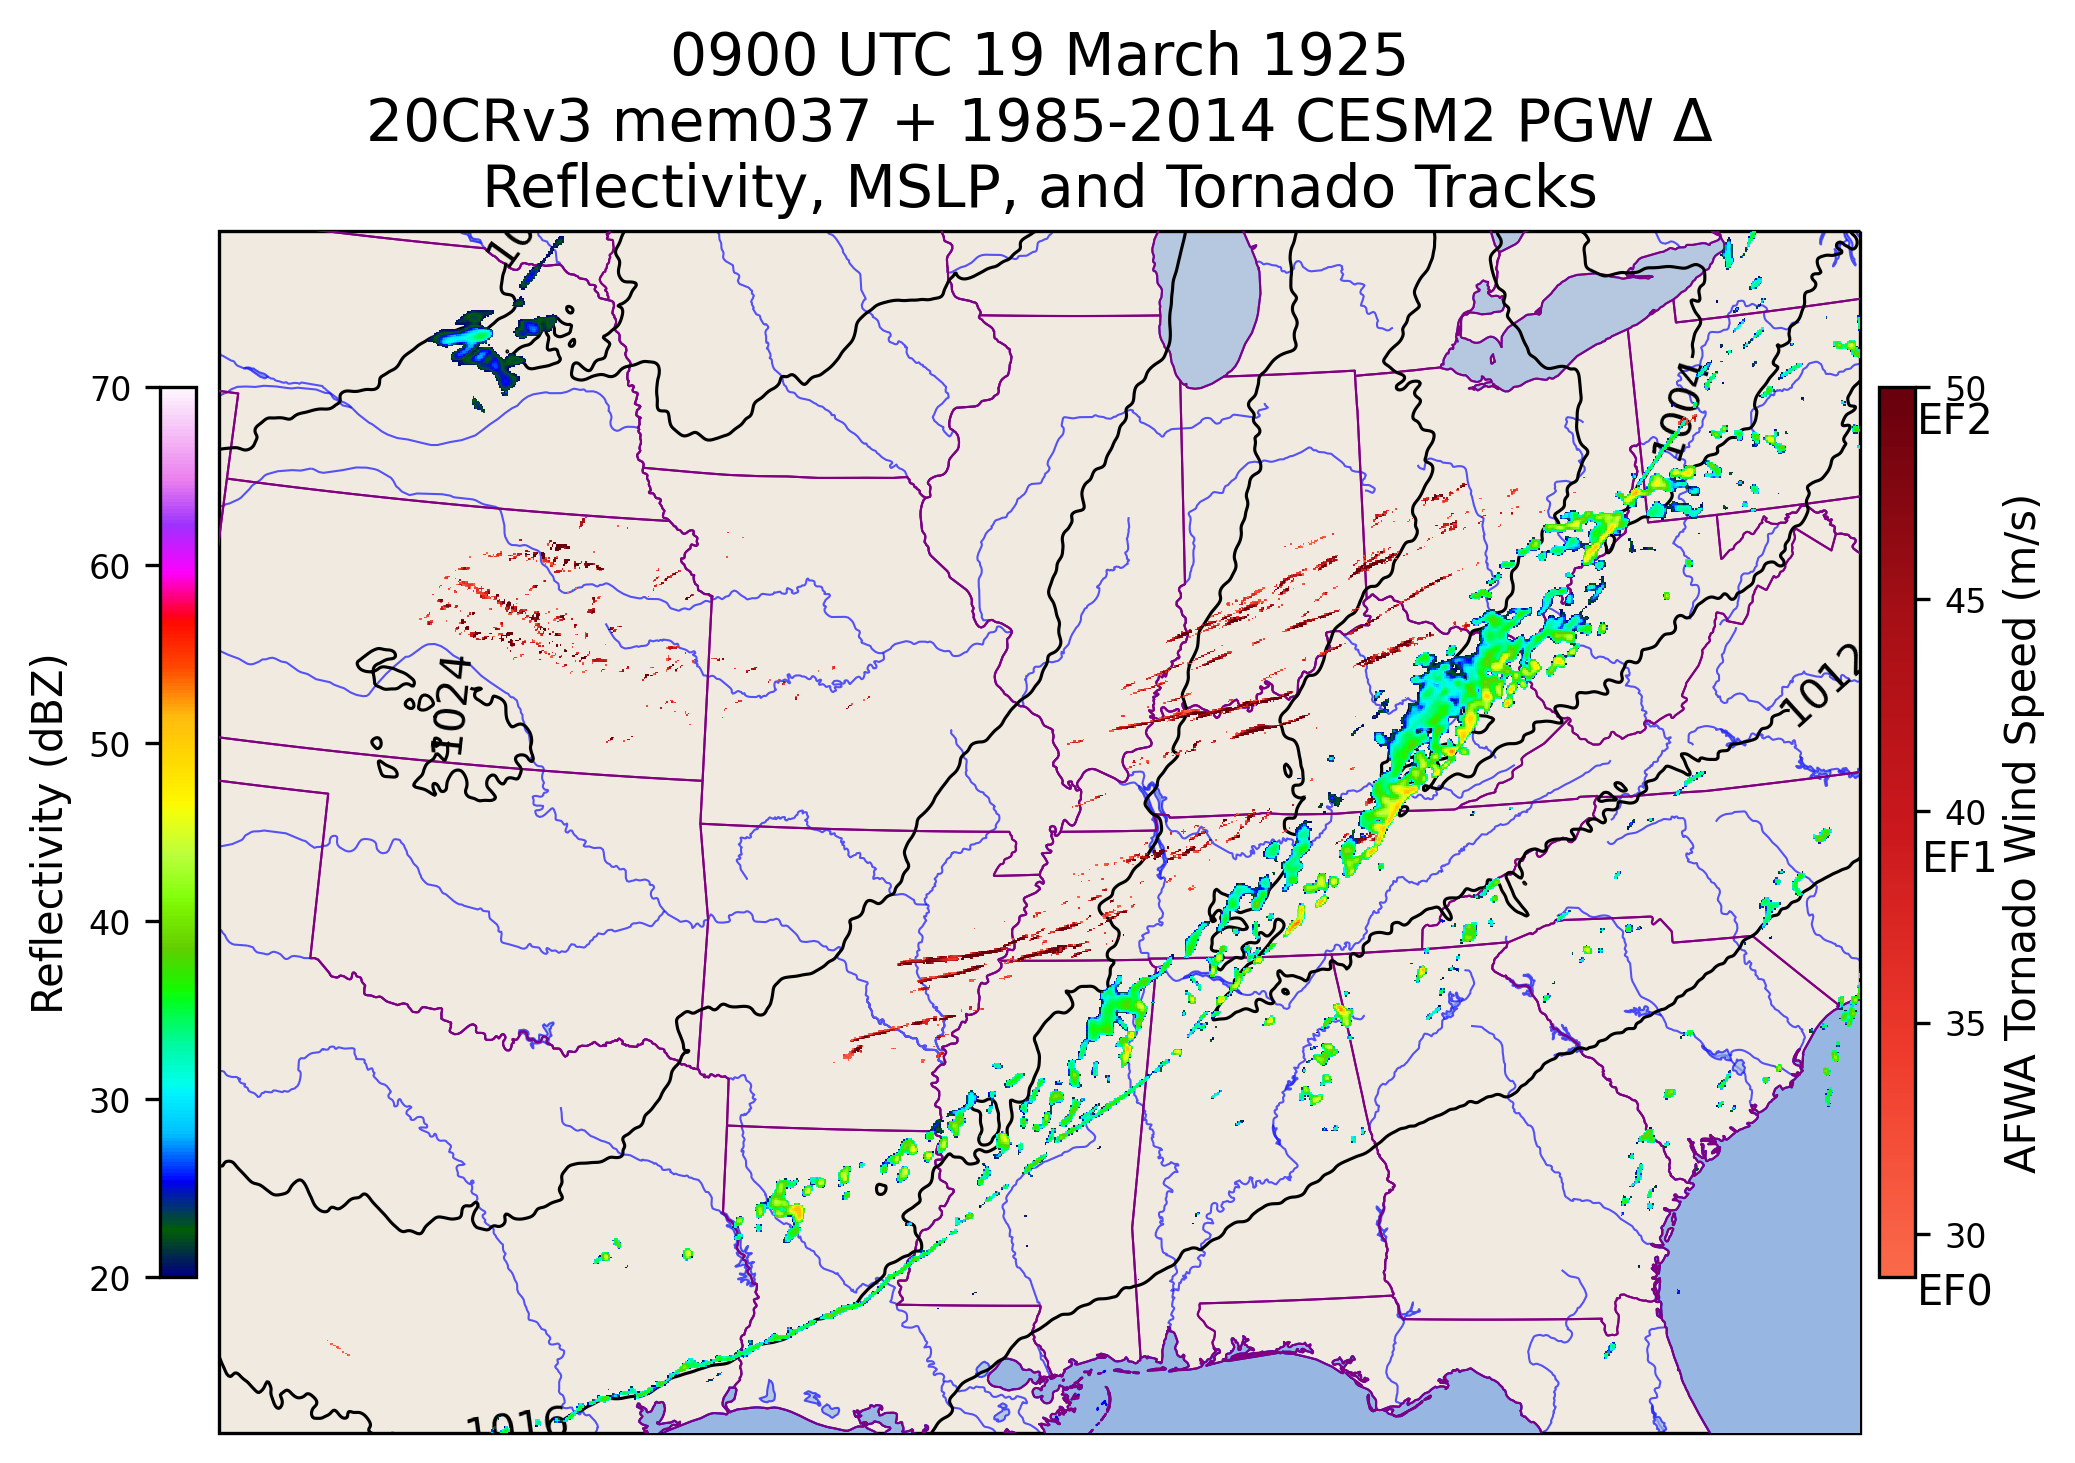 0900 UTC 19 March 1925
20CRv3 mem037 + 1985-2014 CESM2 PGW Δ
Reflectivity, MSLP, and Tornado Tracks
10
1004
1012
1024
1016
70
60
50
40
30
20
Reflectivity (dBZ)
50
EF2
45
40
EF1
35
30
EF0
AFWA Tornado Wind Speed (m/s)